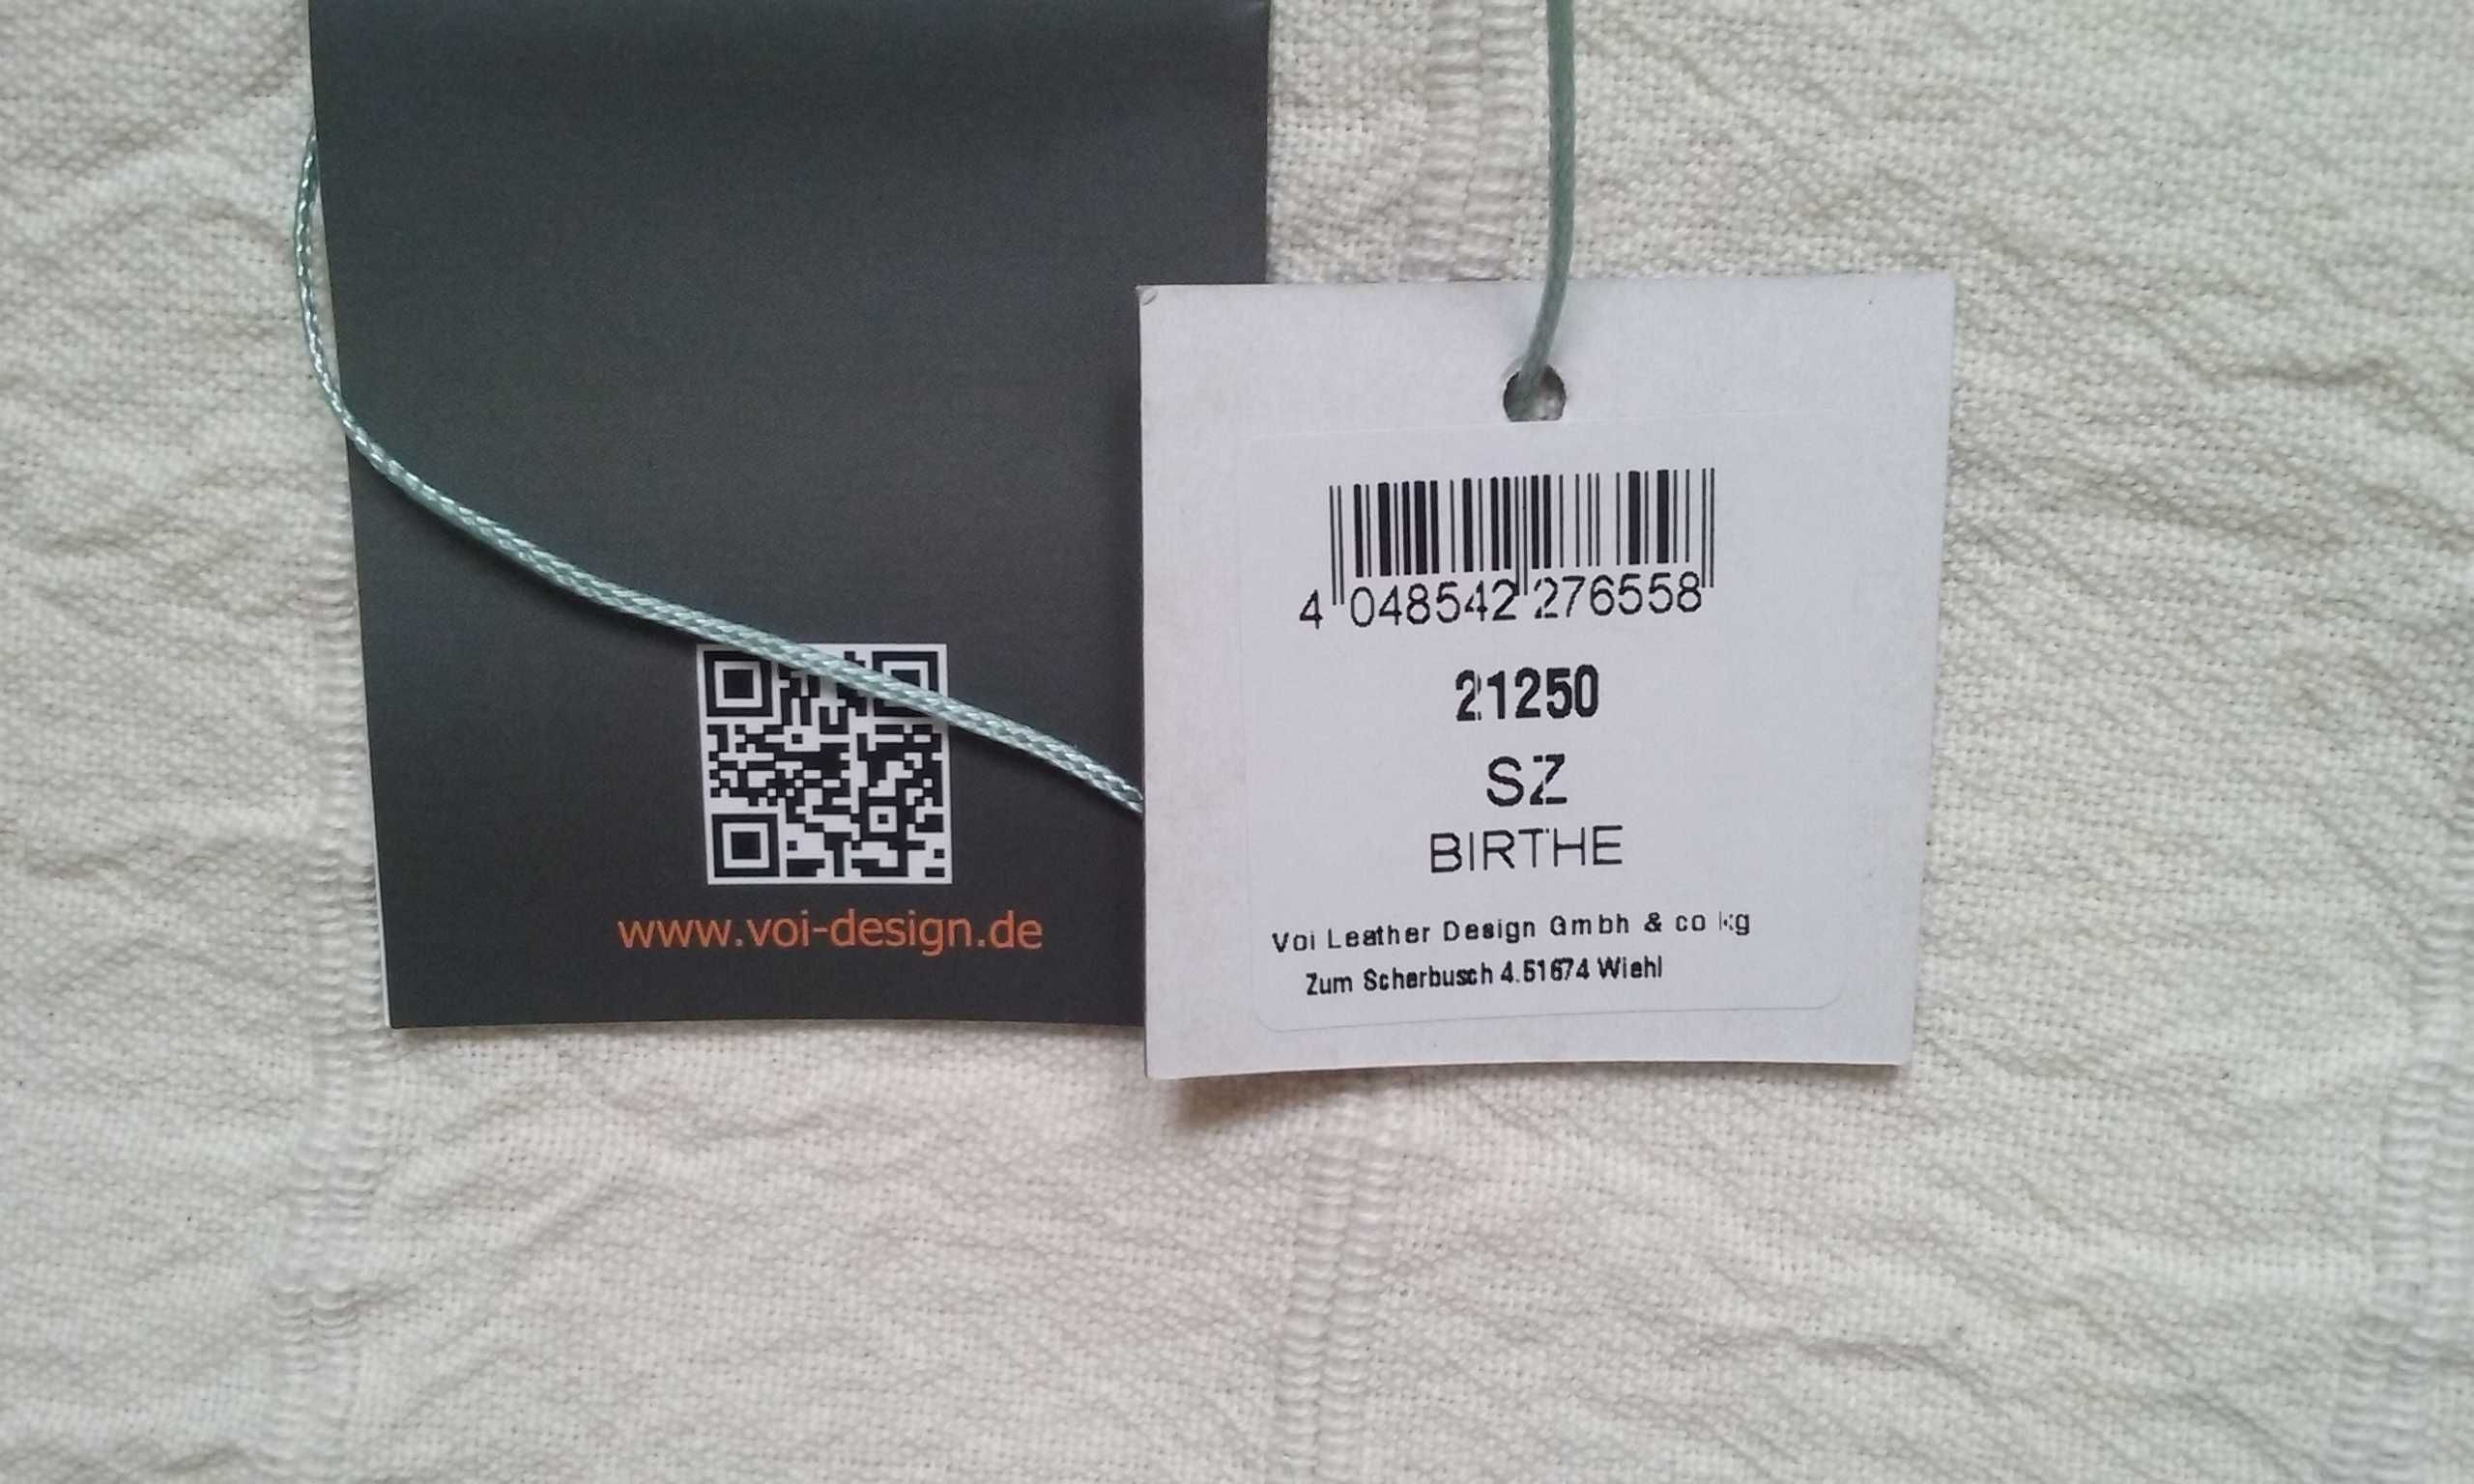 www.voi-design.de
4 048542 276558
21250
SZ
BIRTHE
Voi Leather Design Gmbh & co kg
Zum Scherbusch 4.51674 Wiehl